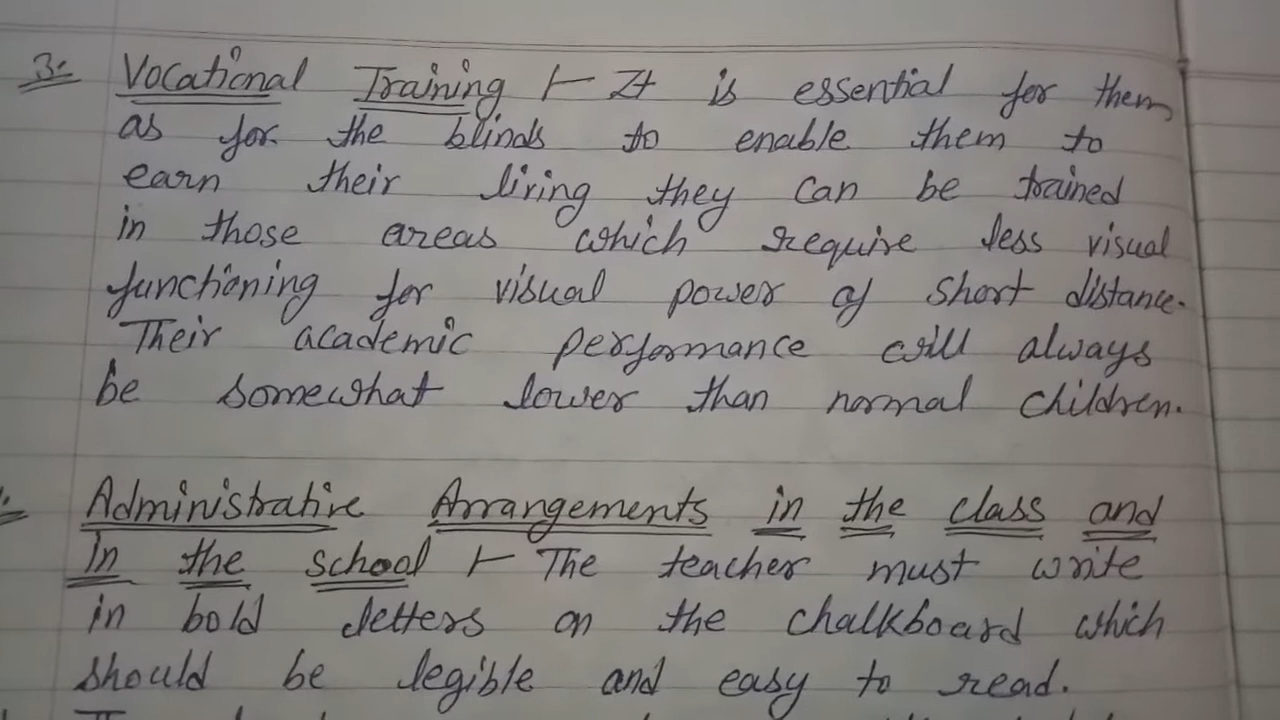 3. Vocational Training :- It is essential for them
as for the blinds to enable them to
earn their living they can be trained
in those areas which require less visual
functioning for visual power of short distance.
Their academic performance will always
be somewhat lower than normal children.
Administrative Arrangements in the class and
in the school :- The teacher must write
in bold letters on the chalkboard which
should be legible and easy to read.